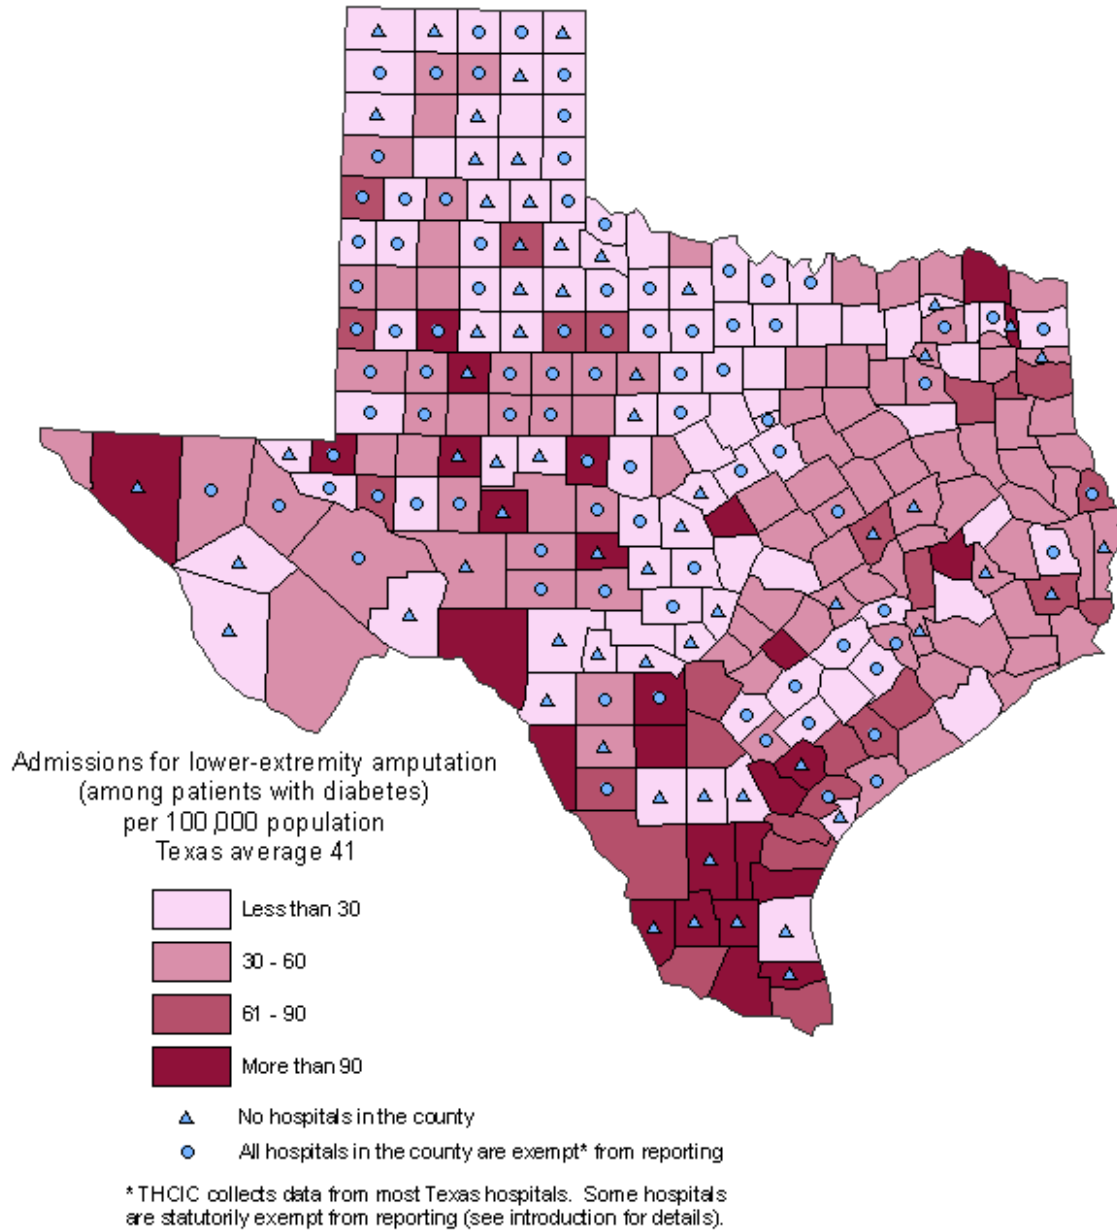 Admissions for lower-extremity amputation
(among patients with diabetes)
per 100,000 population
Texas average 41
Less than 30
30 - 60
61 - 90
More than 90
No hospitals in the county
All hospitals in the county are exempt* from reporting
* THCIC collects data from most Texas hospitals. Some hospitals
are statutorily exempt from reporting (see introduction for details).